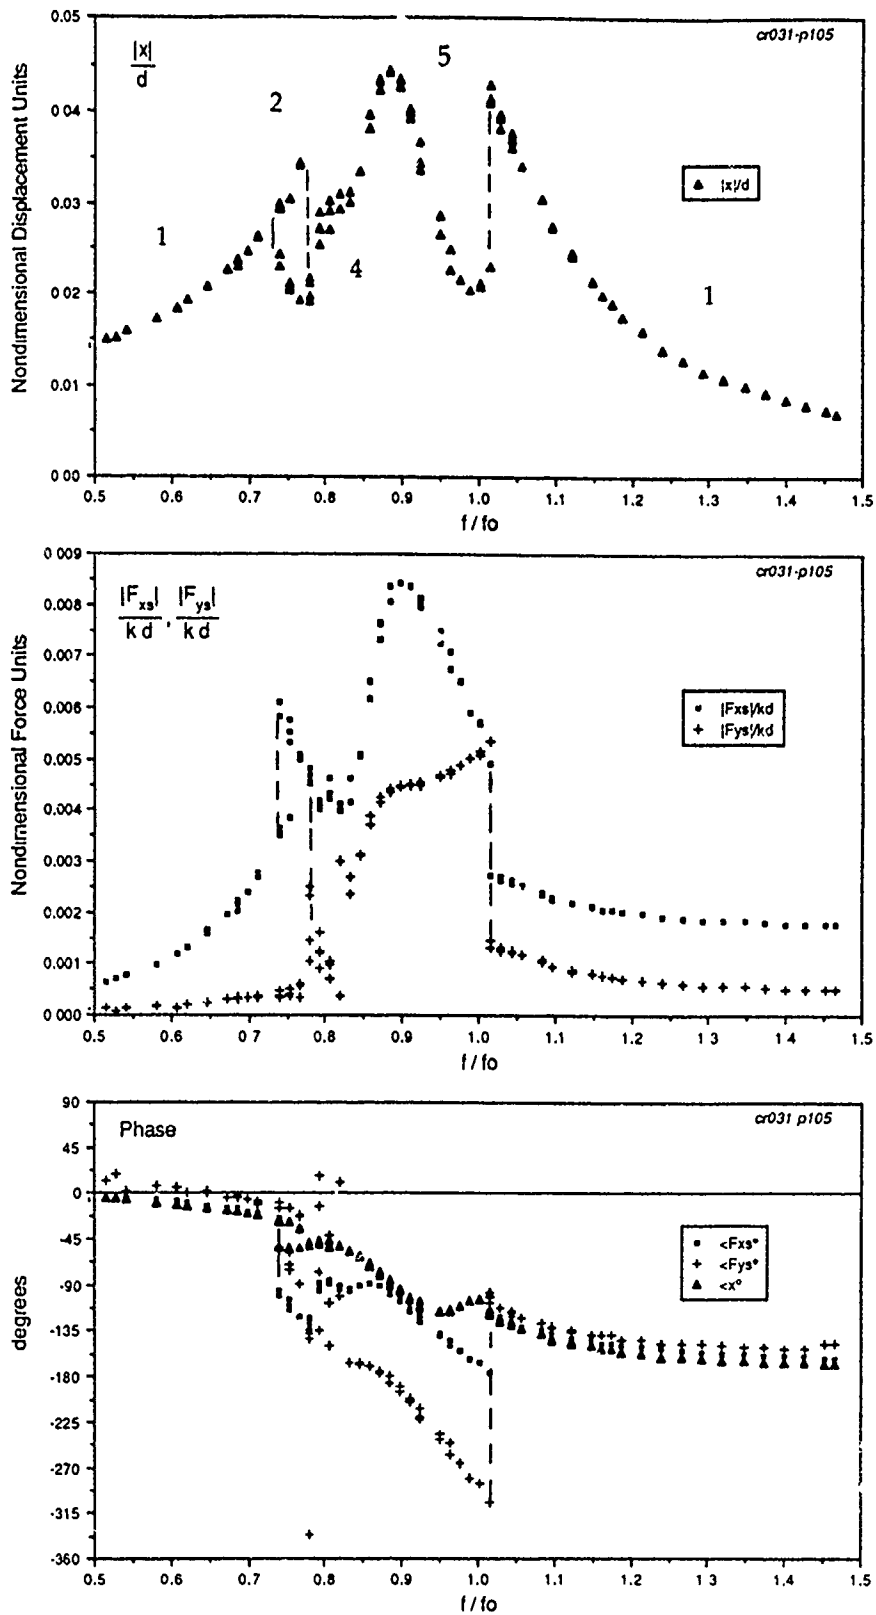 0.05
cr031-p105
|x|
d
5
2
0.04
Nondimensional Displacement Units
▲ |x|/d
0.03
1
4
0.02
1
0.01
0.00
0.5 0.6 0.7 0.8 0.9 1.0 1.1 1.2 1.3 1.4 1.5
f / fo
0.009
cr031-p105
|Fxs| |Fys|
k d , k d
0.008
0.007
Nondimensional Force Units
0.006
|Fxs|/kd
+ |Fys|/kd
0.005
0.004
0.003
0.002
0.001
0.000
0.5 0.6 0.7 0.8 0.9 1.0 1.1 1.2 1.3 1.4 1.5
f / fo
90
cr031 p105
Phase
45
0
-45
<Fxs°
+ <Fys°
▲ <x°
-90
degrees
-135
-180
-225
-270
-315
-360
0.5 0.6 0.7 0.8 0.9 1.0 1.1 1.2 1.3 1.4 1.5
f / fo